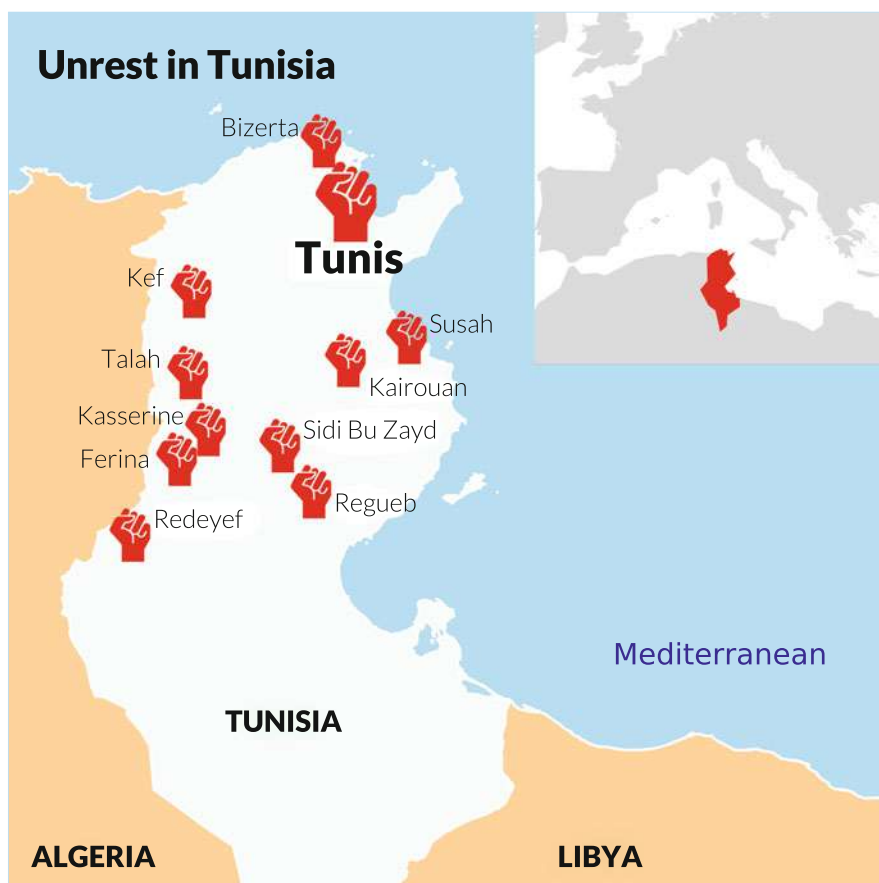 Unrest in Tunisia
Bizerta
Tunis
Kef
Susah
Talah
Kairouan
Kasserine
Sidi Bu Zayd
Ferina
Regueb
Redeyef
Mediterranean
TUNISIA
ALGERIA
LIBYA